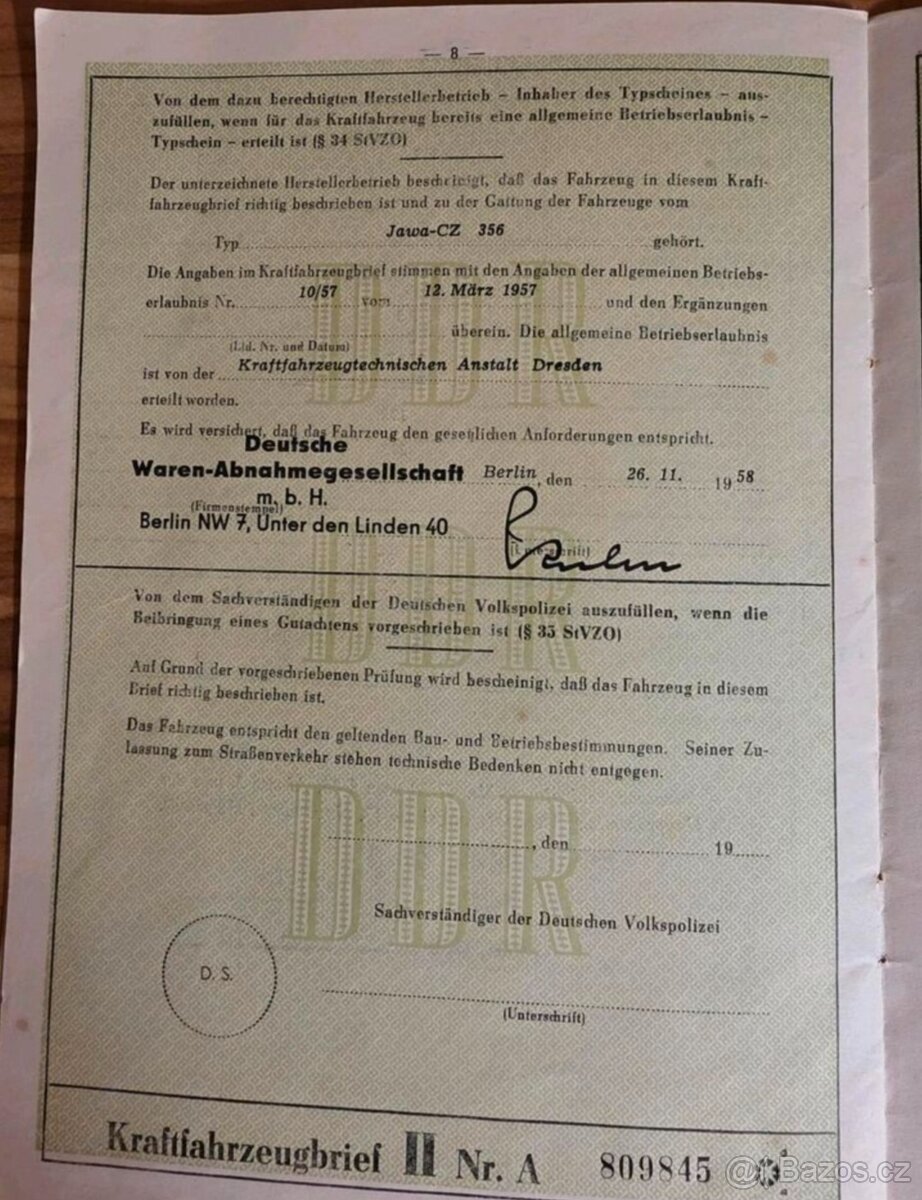 — 8 —
Von dem dazu berechtigten Herstellerbetrieb – Inhaber des Typscheines – aus-
zufüllen, wenn für das Kraftfahrzeug bereits eine allgemeine Betriebserlaubnis –
Typschein – erteilt ist (§ 34 StVZO)
Der unterzeichnete Herstellerbetrieb bescheinigt, daß das Fahrzeug in diesem Kraft-
fahrzeugbrief richtig beschrieben ist und zu der Gattung der Fahrzeuge vom
Typ Jawa-CZ 356 gehört.
Die Angaben im Kraftfahrzeugbrief stimmen mit den Angaben der allgemeinen Betriebs-
erlaubnis Nr. 10/57 vom 12. März 1957 und den Ergänzungen
überein. Die allgemeine Betriebserlaubnis
(Lfd. Nr. und Datum)
ist von der Kraftfahrzeugtechnischen Anstalt Dresden
erteilt worden.
Es wird versichert, daß das Fahrzeug den gesetzlichen Anforderungen entspricht.
Deutsche
Waren-Abnahmegesellschaft Berlin, den 26. 11. 1958
m. b. H.
(Firmenstempel)
Berlin NW 7, Unter den Linden 40
(Unterschrift)
Von dem Sachverständigen der Deutschen Volkspolizei auszufüllen, wenn die
Beibringung eines Gutachtens vorgeschrieben ist (§ 35 StVZO)
Auf Grund der vorgeschriebenen Prüfung wird bescheinigt, daß das Fahrzeug in diesem
Brief richtig beschrieben ist.
Das Fahrzeug entspricht den geltenden Bau- und Betriebsbestimmungen. Seiner Zu-
lassung zum Straßenverkehr stehen technische Bedenken nicht entgegen.
DDR
DDR
DDR
, den 19
Sachverständiger der Deutschen Volkspolizei
D. S.
(Unterschrift)
Kraftfahrzeugbrief II Nr. A 809845
Bazos.cz